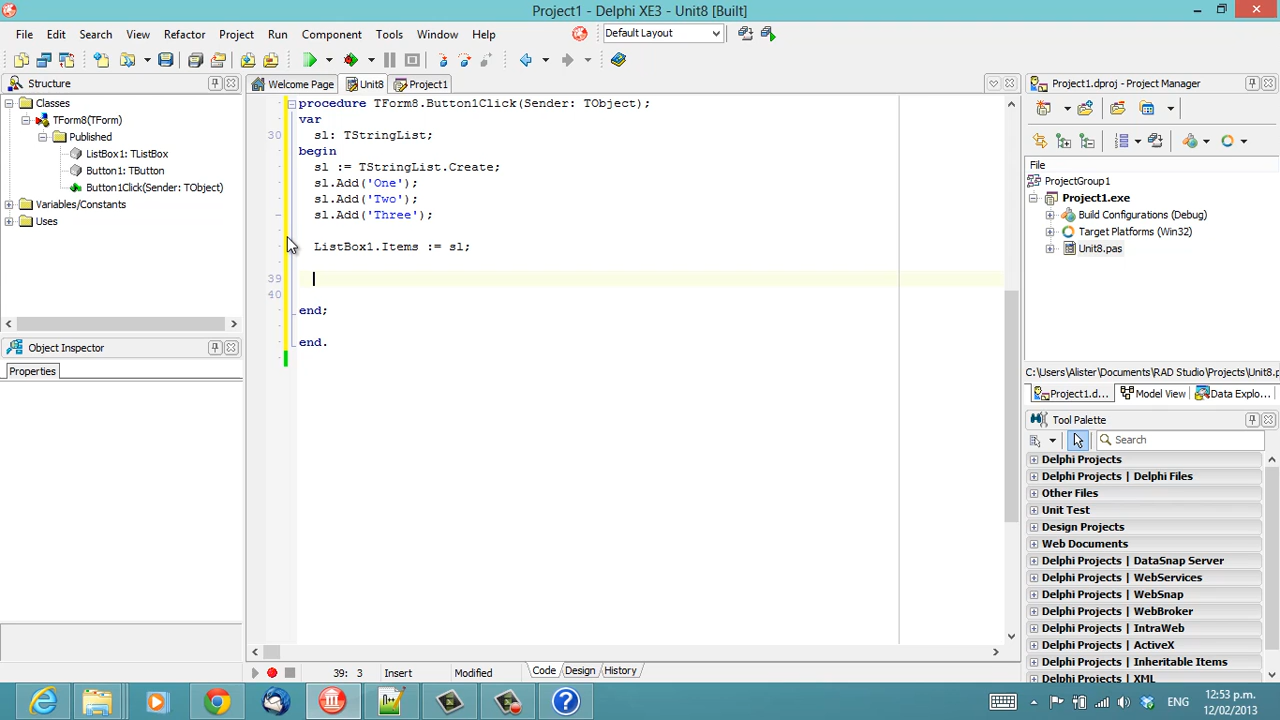 Project1 - Delphi XE3 - Unit8 [Built]
File Edit Search View Refactor Project Run Component Tools Window Help
Default Layout
Structure
Welcome Page Unit8 Project1
Project1.dproj - Project Manager
Classes
TForm8(TForm)
Published
ListBox1: TListBox
Button1: TButton
Button1Click(Sender: TObject)
Variables/Constants
Uses
procedure TForm8.Button1Click(Sender: TObject);
var
30 sl: TStringList;
begin
sl := TStringList.Create;
sl.Add('One');
sl.Add('Two');
sl.Add('Three');
ListBox1.Items := sl;
39
40
end;
end.
File
ProjectGroup1
Project1.exe
Build Configurations (Debug)
Target Platforms (Win32)
Unit8.pas
Object Inspector
Properties
C:\Users\Alister\Documents\RAD Studio\Projects\Unit8.p
Project1.d... Model View Data Explo...
Tool Palette
Search
Delphi Projects
Delphi Projects | Delphi Files
Other Files
Unit Test
Design Projects
Web Documents
Delphi Projects | DataSnap Server
Delphi Projects | WebServices
Delphi Projects | WebSnap
Delphi Projects | WebBroker
Delphi Projects | IntraWeb
Delphi Projects | ActiveX
Delphi Projects | Inheritable Items
Delphi Projects | XML
39: 3 Insert Modified Code Design History
ENG
12:53 p.m.
12/02/2013